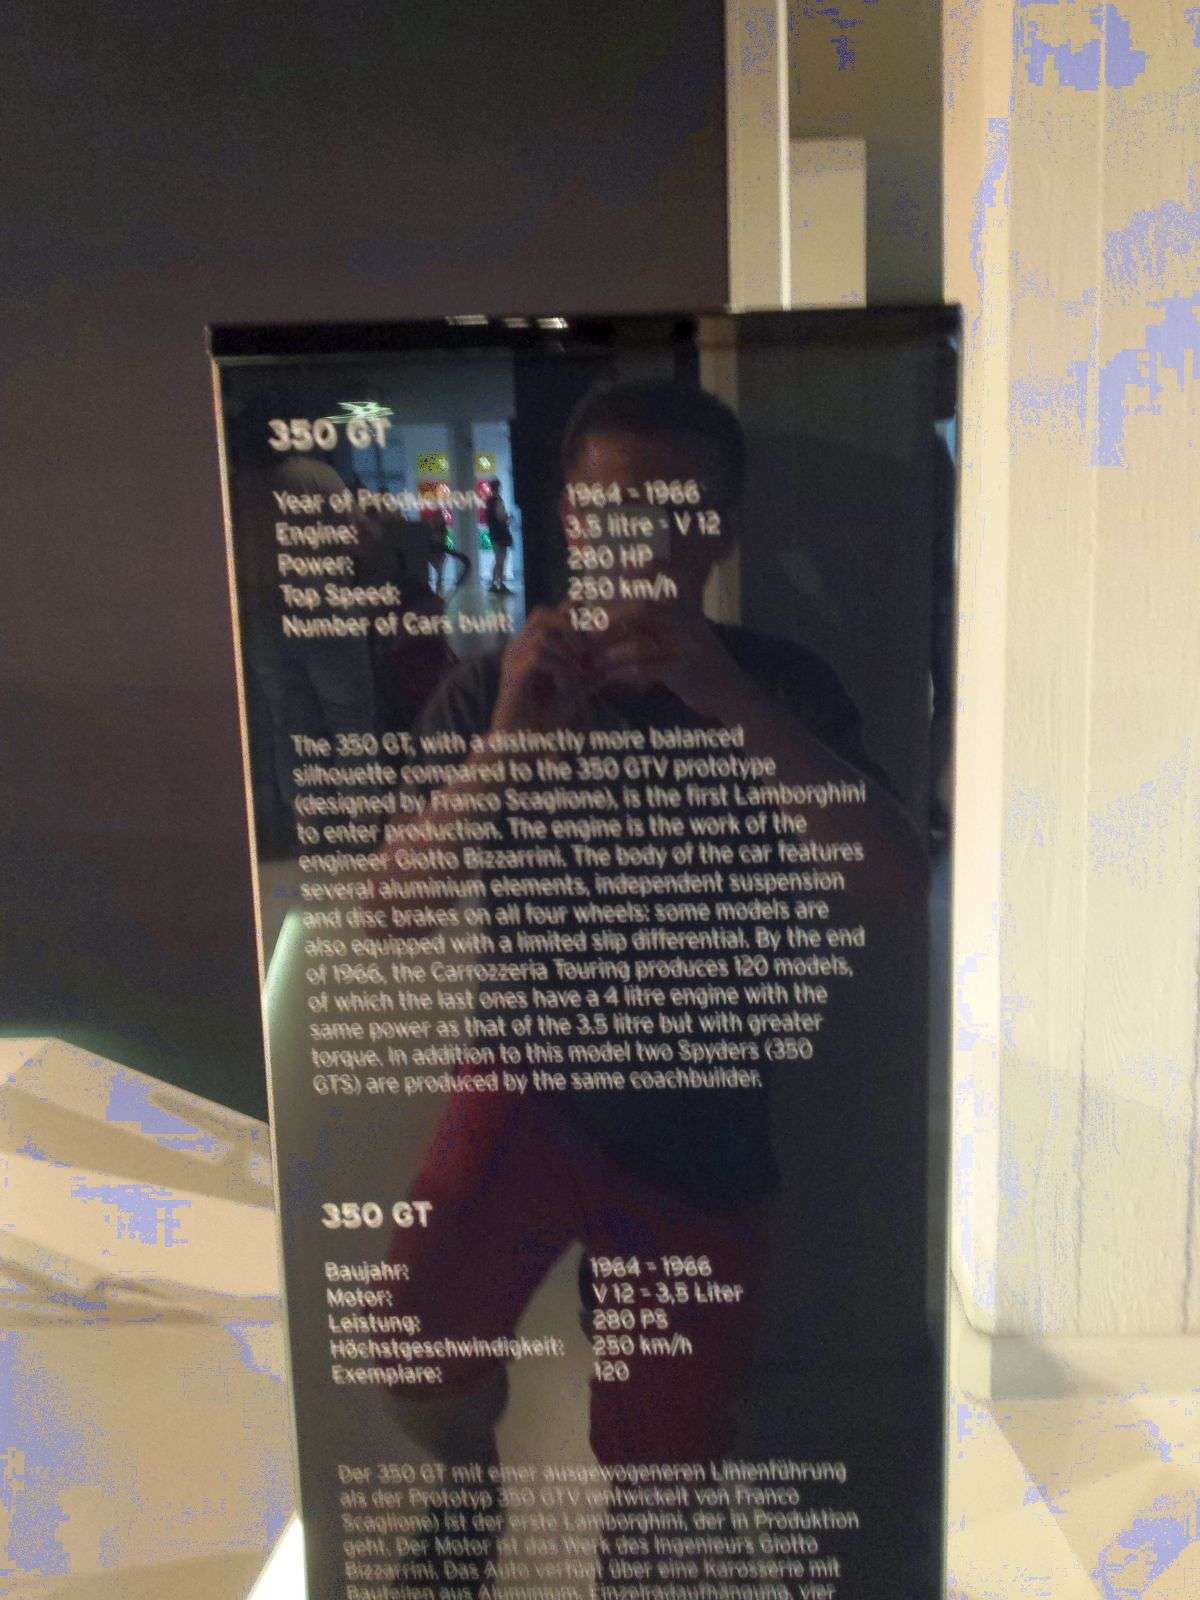 350 GT
Year of Production: 1964 - 1966
Engine: 3.5 litre - V 12
Power: 280 HP
Top Speed: 250 km/h
Number of Cars built: 120
The 350 GT, with a distinctly more balanced
silhouette compared to the 350 GTV prototype
(designed by Franco Scaglione), is the first Lamborghini
to enter production. The engine is the work of the
engineer Giotto Bizzarrini. The body of the car features
several aluminium elements, independent suspension
and disc brakes on all four wheels; some models are
also equipped with a limited slip differential. By the end
of 1966, the Carrozzeria Touring produces 120 models,
of which the last ones have a 4 litre engine with the
same power as that of the 3.5 litre but with greater
torque. In addition to this model two Spyders (350
GTS) are produced by the same coachbuilder.
350 GT
Baujahr: 1964 - 1966
Motor: V 12 - 3,5 Liter
Leistung: 280 PS
Höchstgeschwindigkeit: 250 km/h
Exemplare: 120
Der 350 GT mit einer ausgewogeneren Linienführung
als der Prototyp 350 GTV (entwickelt von Franco
Scaglione) ist der erste Lamborghini, der in Produktion
geht. Der Motor ist das Werk des Ingenieurs Giotto
Bizzarrini. Das Auto verfügt über eine Karosserie mit
Bauteilen aus Aluminium, Einzelradaufhängung, vier